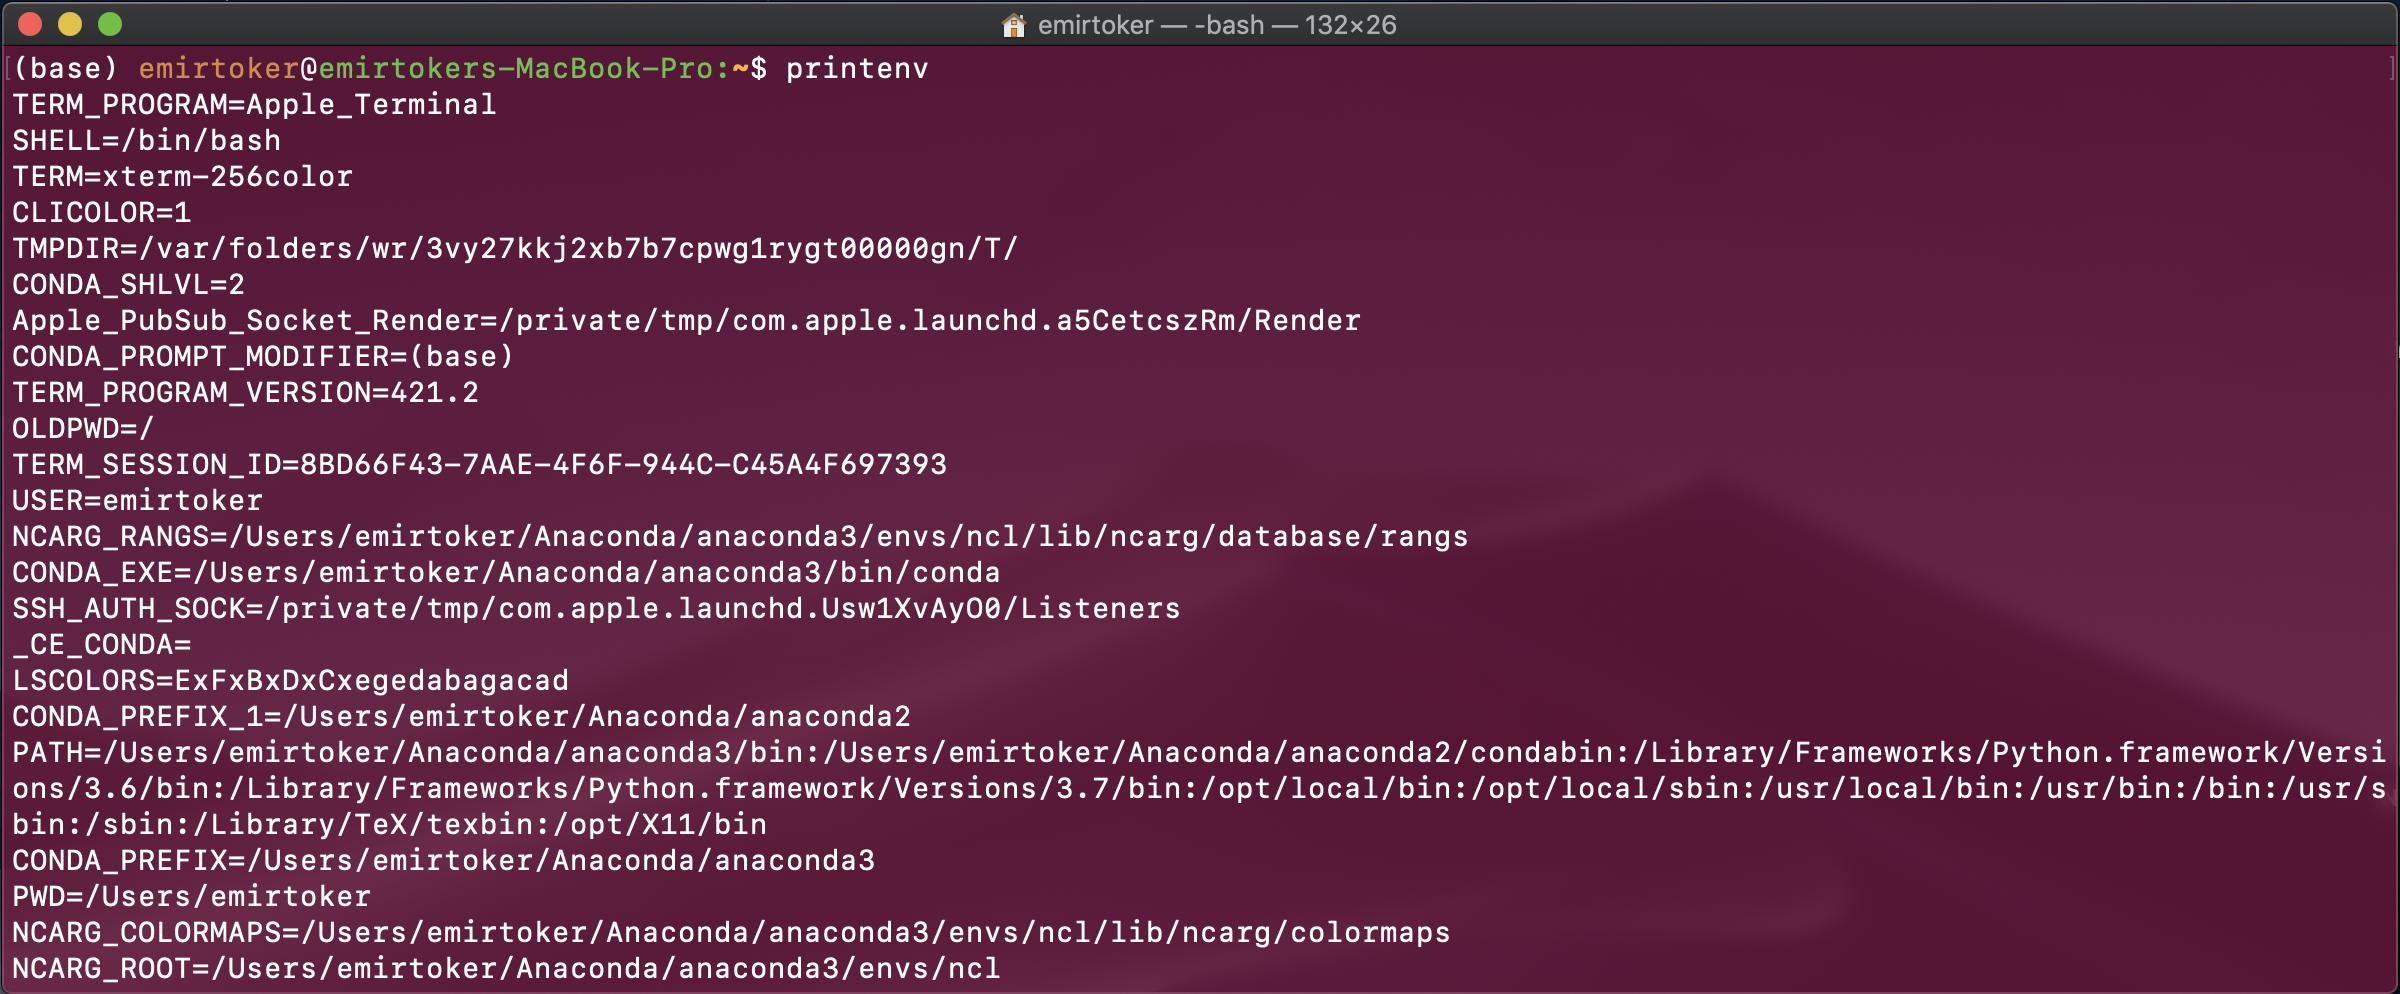 emirtoker — -bash — 132×26
(base) emirtoker@emirtokers-MacBook-Pro:~$ printenv
TERM_PROGRAM=Apple_Terminal
SHELL=/bin/bash
TERM=xterm-256color
CLICOLOR=1
TMPDIR=/var/folders/wr/3vy27kkj2xb7b7cpwg1rygt00000gn/T/
CONDA_SHLVL=2
Apple_PubSub_Socket_Render=/private/tmp/com.apple.launchd.a5CetcszRm/Render
CONDA_PROMPT_MODIFIER=(base)
TERM_PROGRAM_VERSION=421.2
OLDPWD=/
TERM_SESSION_ID=8BD66F43-7AAE-4F6F-944C-C45A4F697393
USER=emirtoker
NCARG_RANGS=/Users/emirtoker/Anaconda/anaconda3/envs/ncl/lib/ncarg/database/rangs
CONDA_EXE=/Users/emirtoker/Anaconda/anaconda3/bin/conda
SSH_AUTH_SOCK=/private/tmp/com.apple.launchd.Usw1XvAyO0/Listeners
_CE_CONDA=
LSCOLORS=ExFxBxDxCxegedabagacad
CONDA_PREFIX_1=/Users/emirtoker/Anaconda/anaconda2
PATH=/Users/emirtoker/Anaconda/anaconda3/bin:/Users/emirtoker/Anaconda/anaconda2/condabin:/Library/Frameworks/Python.framework/Versi
ons/3.6/bin:/Library/Frameworks/Python.framework/Versions/3.7/bin:/opt/local/bin:/opt/local/sbin:/usr/local/bin:/usr/bin:/bin:/usr/s
bin:/sbin:/Library/TeX/texbin:/opt/X11/bin
CONDA_PREFIX=/Users/emirtoker/Anaconda/anaconda3
PWD=/Users/emirtoker
NCARG_COLORMAPS=/Users/emirtoker/Anaconda/anaconda3/envs/ncl/lib/ncarg/colormaps
NCARG_ROOT=/Users/emirtoker/Anaconda/anaconda3/envs/ncl